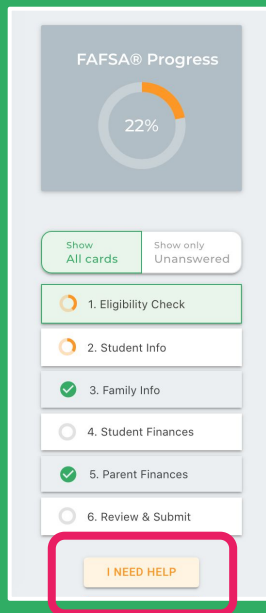 FAFSA® Progress
22%
Show
All cards
Show only
Unanswered
1. Eligibility Check
2. Student Info
3. Family Info
4. Student Finances
5. Parent Finances
6. Review & Submit
I NEED HELP